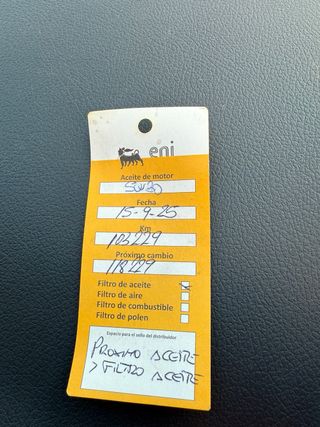 eni
Aceite de motor
5W30
Fecha
15-9-25
Km
103229
Próximo cambio
118229
Filtro de aceite
Filtro de aire
Filtro de combustible
Filtro de polen
Espacio para el sello del distribuidor
PROXIMO ACEITE
> FILTRO ACEITE